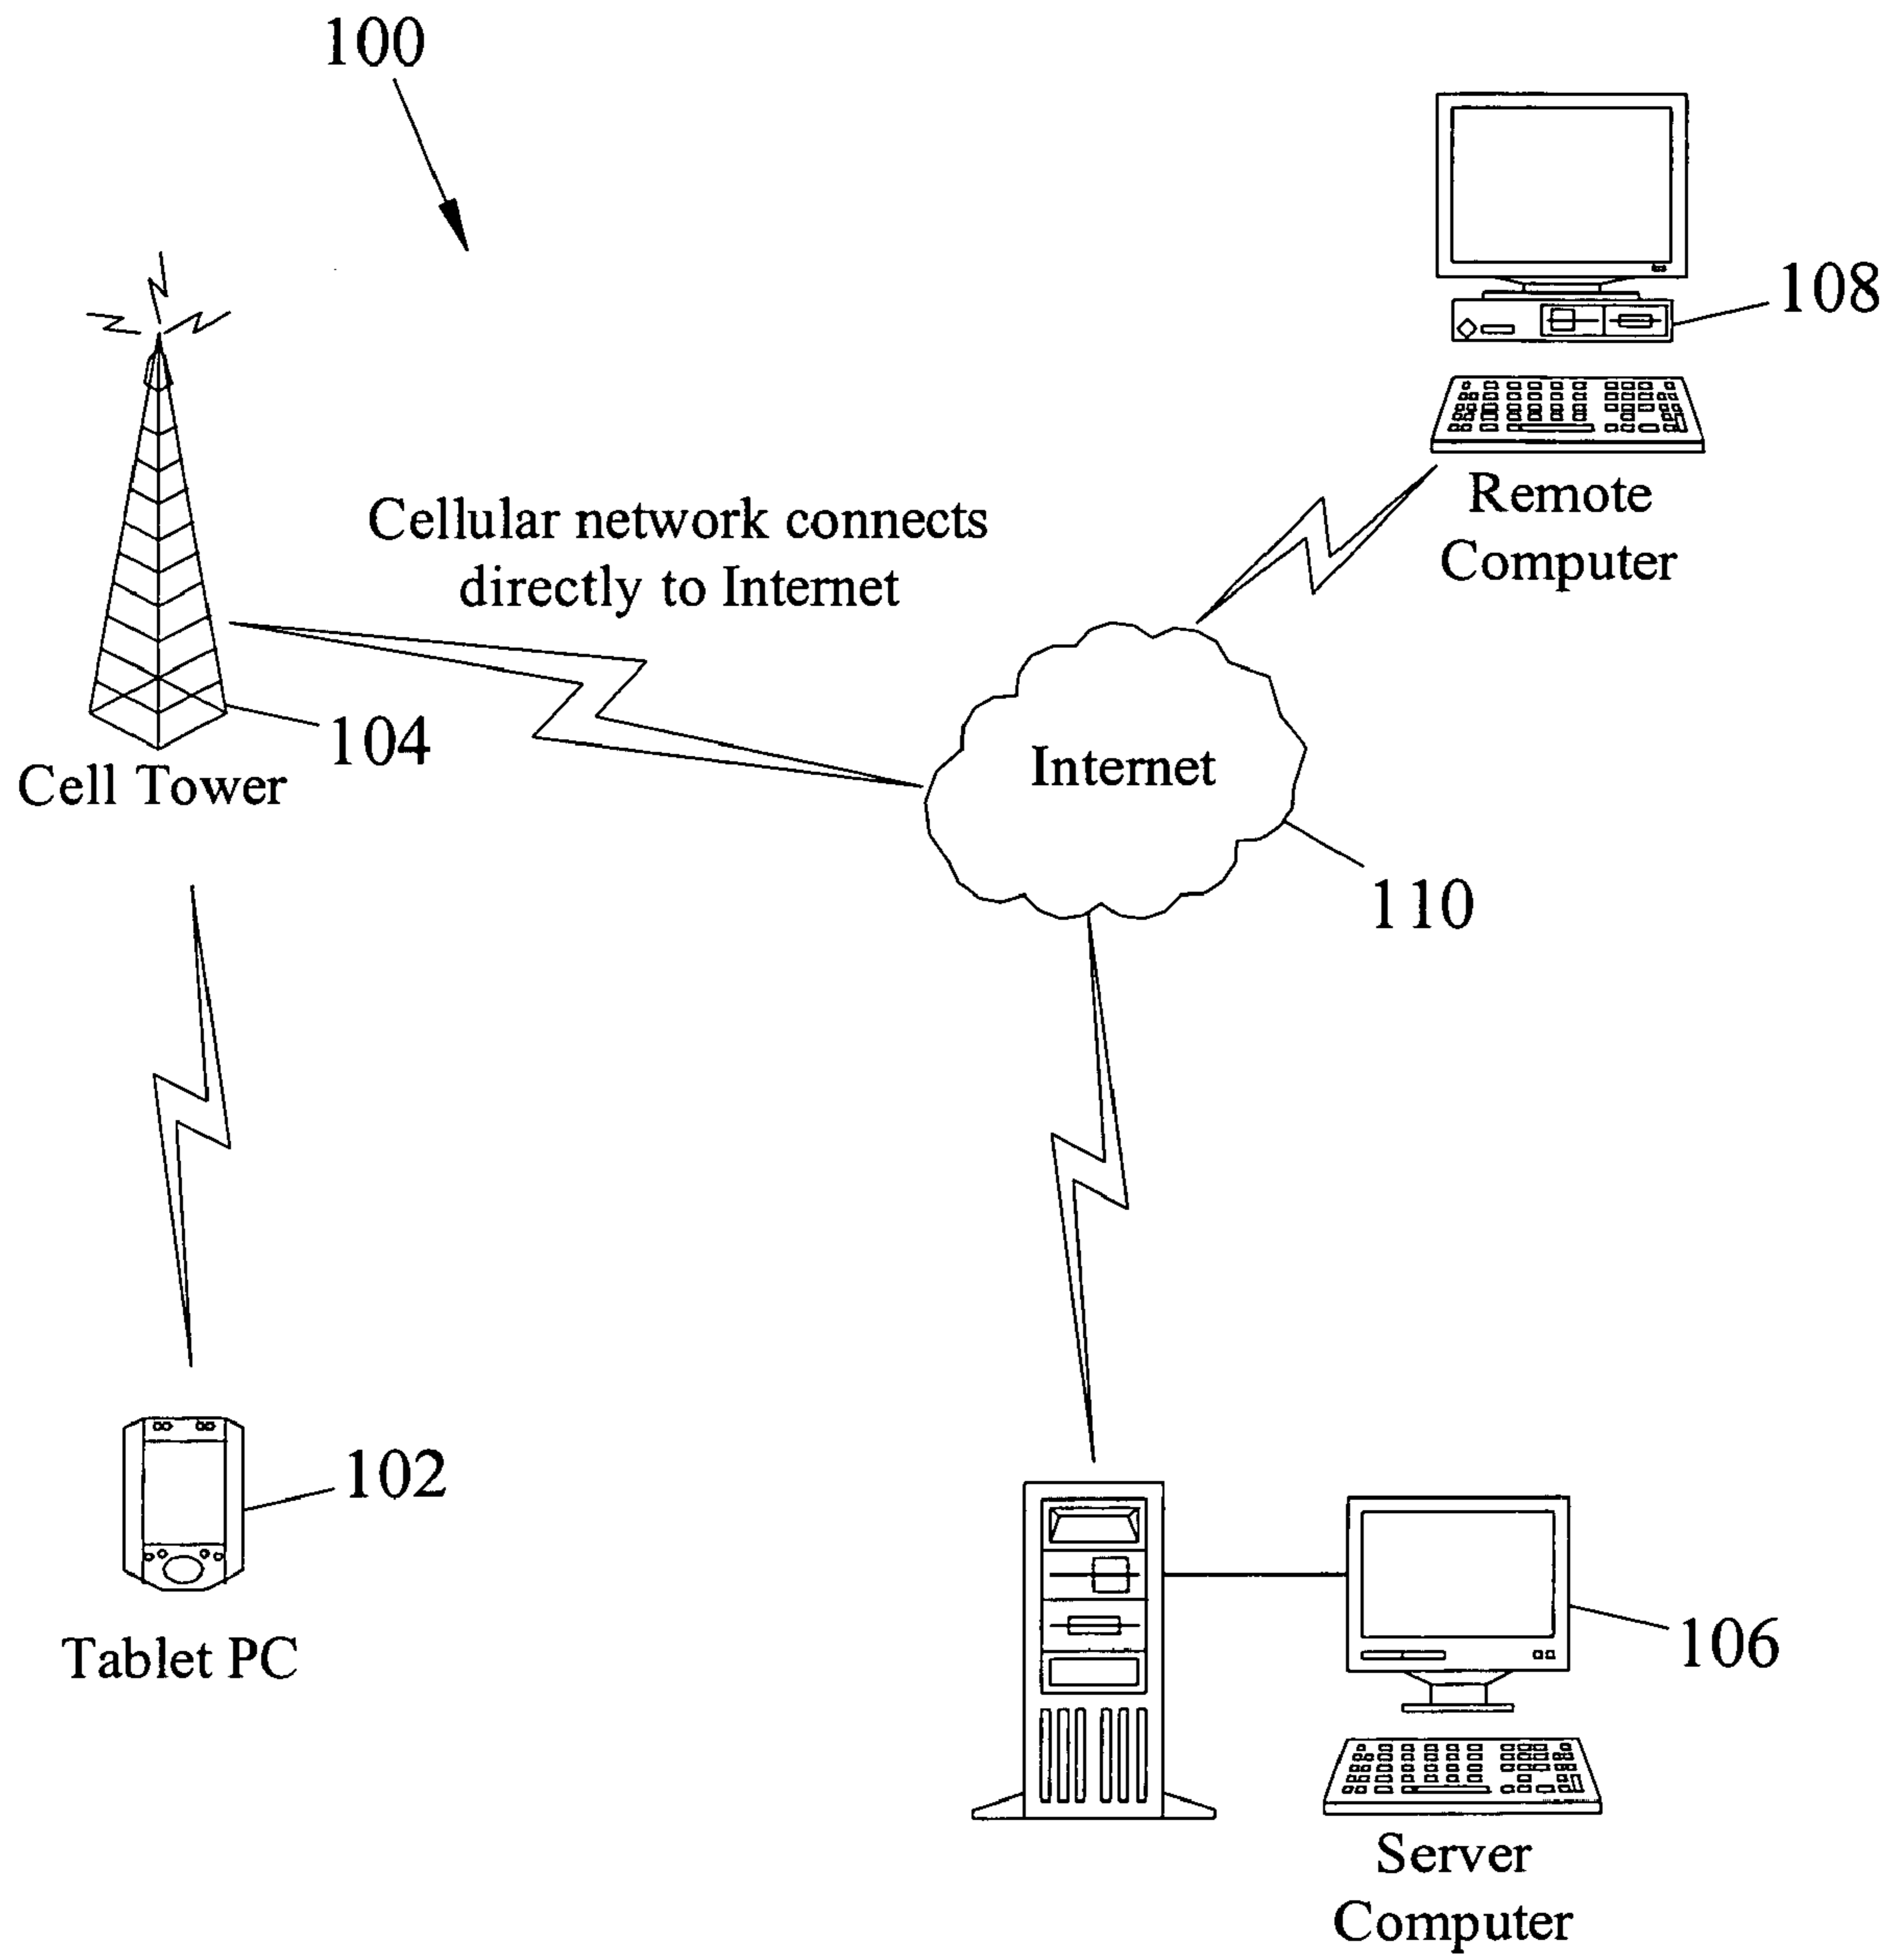 100
108
Remote
Computer
Cellular network connects
directly to Internet
104
Cell Tower
Internet
110
102
Tablet PC
106
Server
Computer